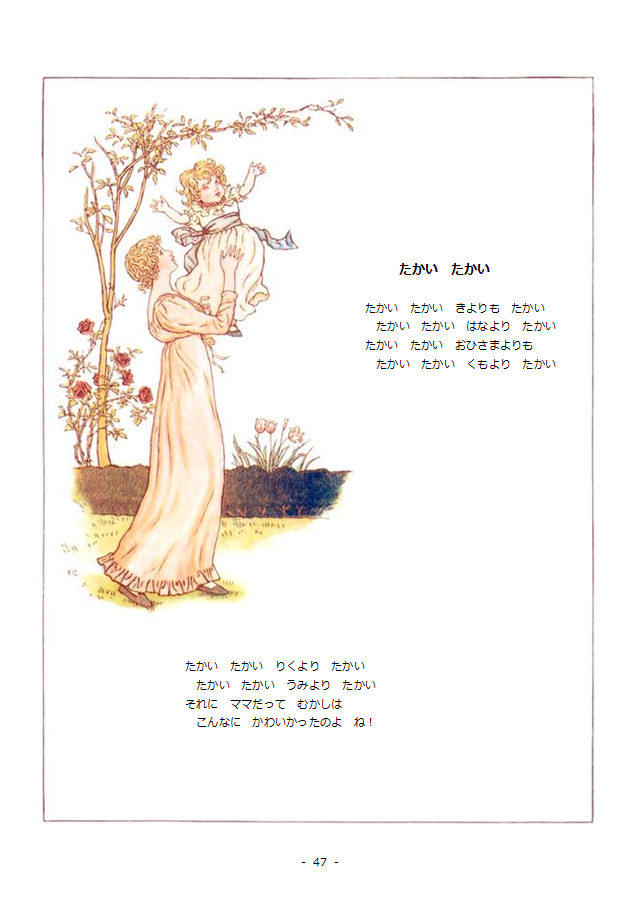 たかい　たかい
たかい　たかい　きよりも　たかい
たかい　たかい　はなより　たかい
たかい　たかい　おひさまよりも
たかい　たかい　くもより　たかい
K G
たかい　たかい　りくより　たかい
たかい　たかい　うみより　たかい
それに　ママだって　むかしは
こんなに　かわいかったのよ　ね！
- 47 -